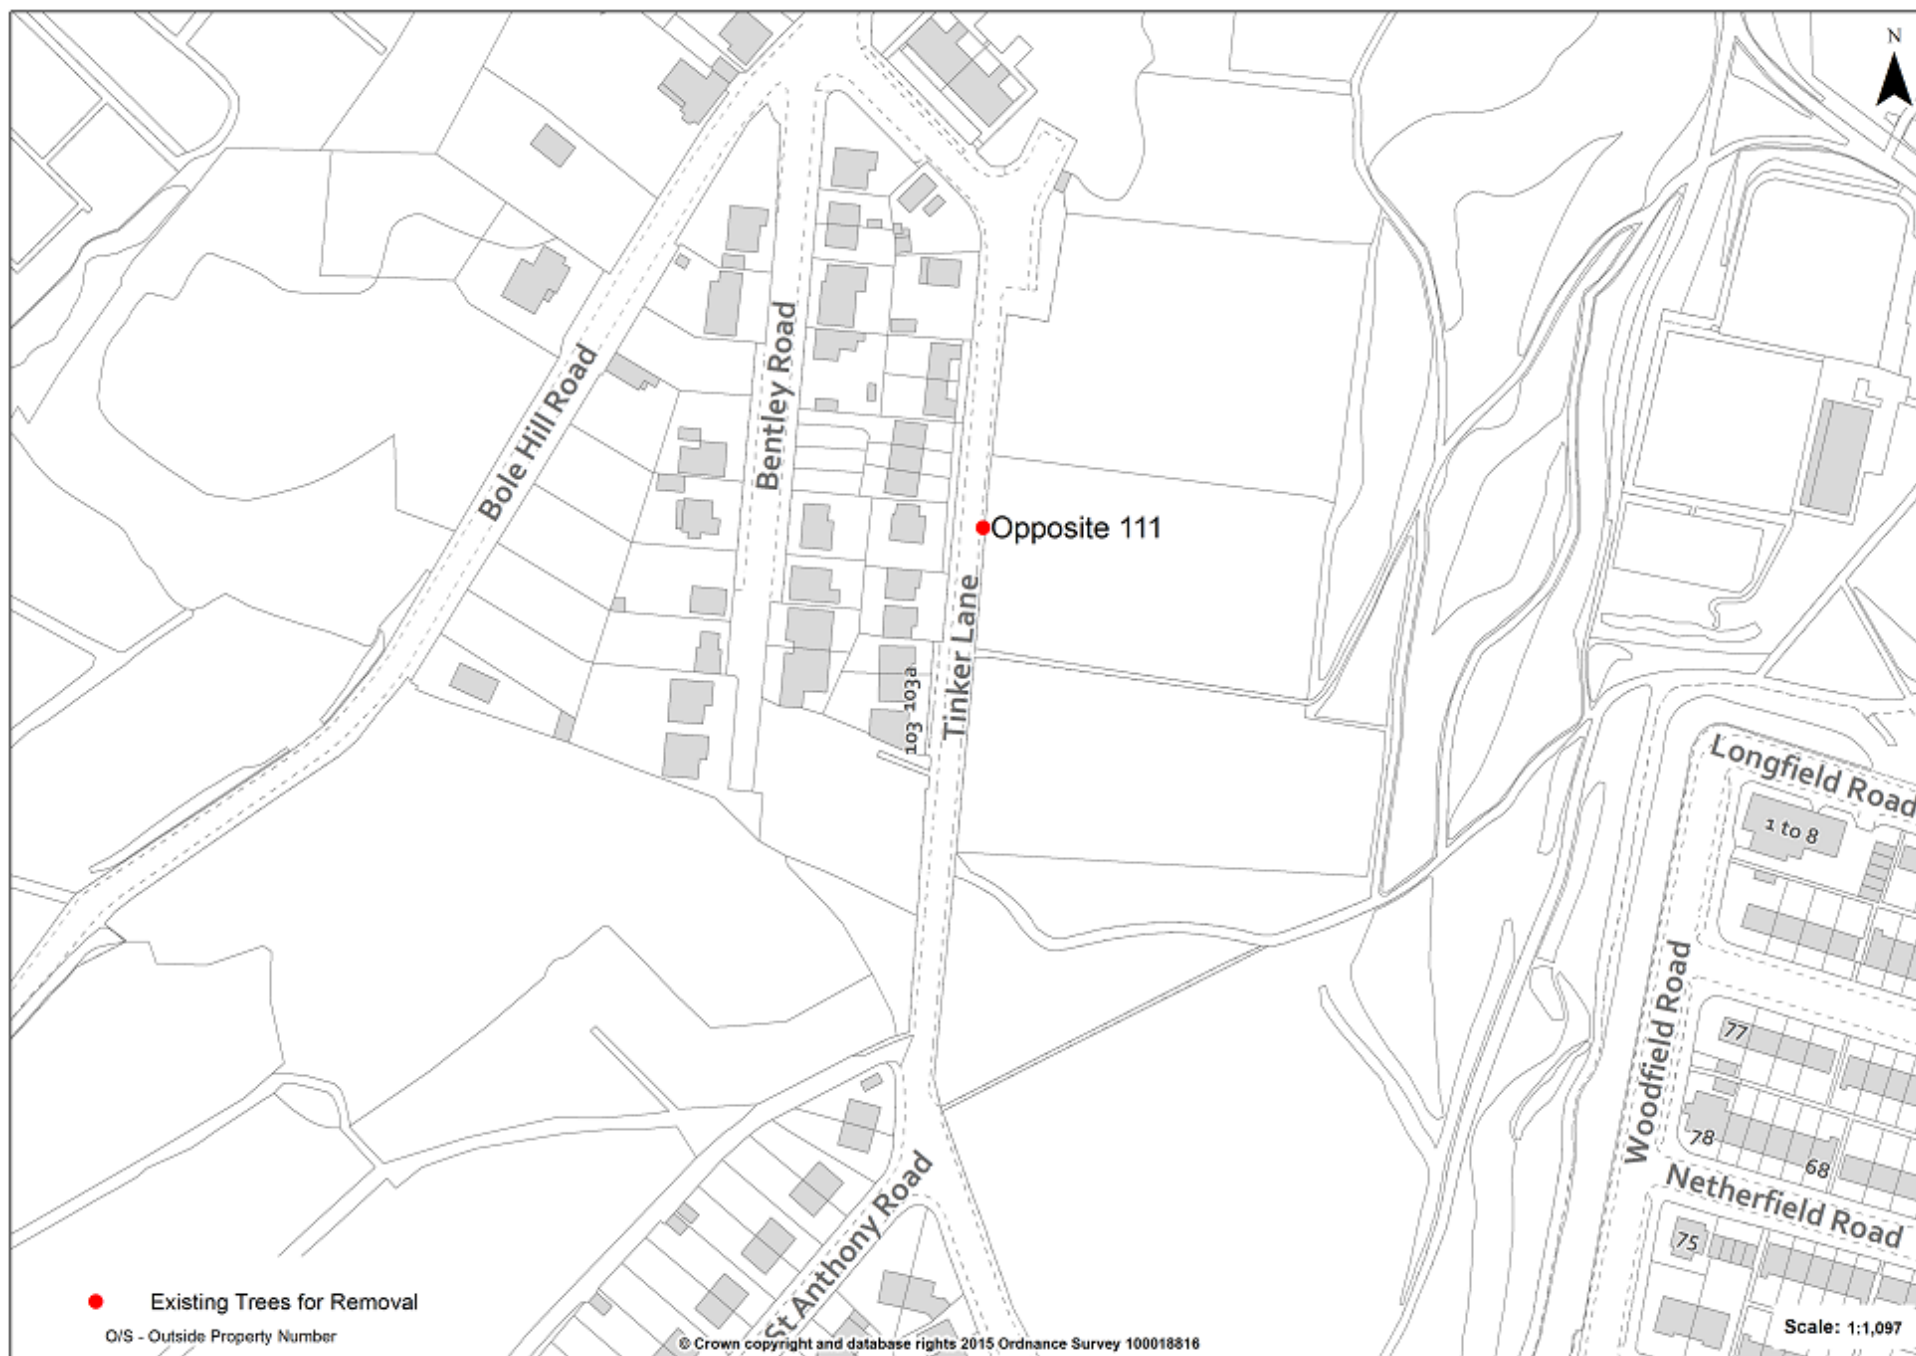 N
Bole Hill Road
Bentley Road
Opposite 111
Tinker Lane
103 103a
Longfield Road
1 to 8
Woodfield Road
77
78
68
Netherfield Road
75
St Anthony Road
Existing Trees for Removal
O/S - Outside Property Number
© Crown copyright and database rights 2015 Ordnance Survey 100018816
Scale: 1:1,097